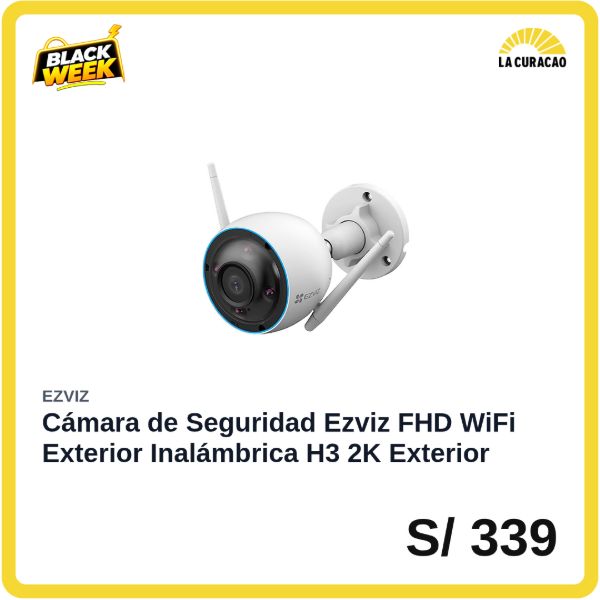 BLACK
WEEK
LA CURACAO
EZVIZ
EZVIZ
Cámara de Seguridad Ezviz FHD WiFi
Exterior Inalámbrica H3 2K Exterior
S/ 339